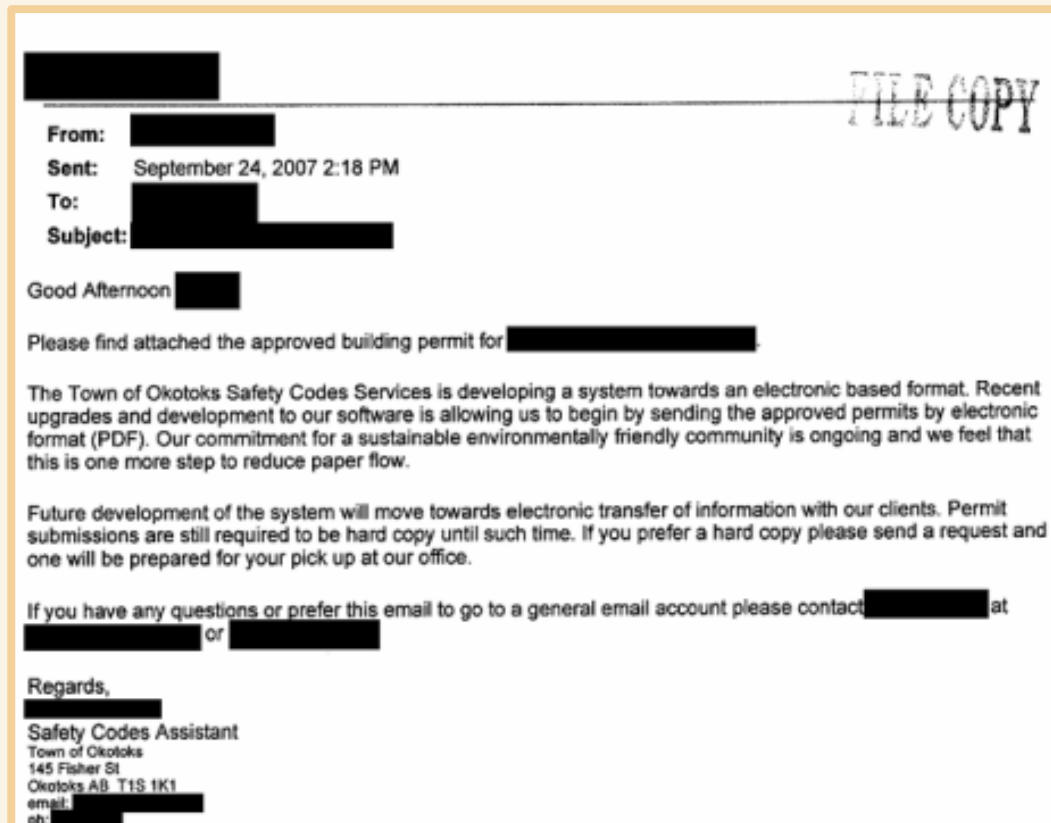 FILE COPY
From:
Sent: September 24, 2007 2:18 PM
To:
Subject:
Good Afternoon
Please find attached the approved building permit for .
The Town of Okotoks Safety Codes Services is developing a system towards an electronic based format. Recent
upgrades and development to our software is allowing us to begin by sending the approved permits by electronic
format (PDF). Our commitment for a sustainable environmentally friendly community is ongoing and we feel that
this is one more step to reduce paper flow.
Future development of the system will move towards electronic transfer of information with our clients. Permit
submissions are still required to be hard copy until such time. If you prefer a hard copy please send a request and
one will be prepared for your pick up at our office.
If you have any questions or prefer this email to go to a general email account please contact at
or
Regards,
Safety Codes Assistant
Town of Okotoks
145 Fisher St
Okotoks AB T1S 1K1
email:
ph: